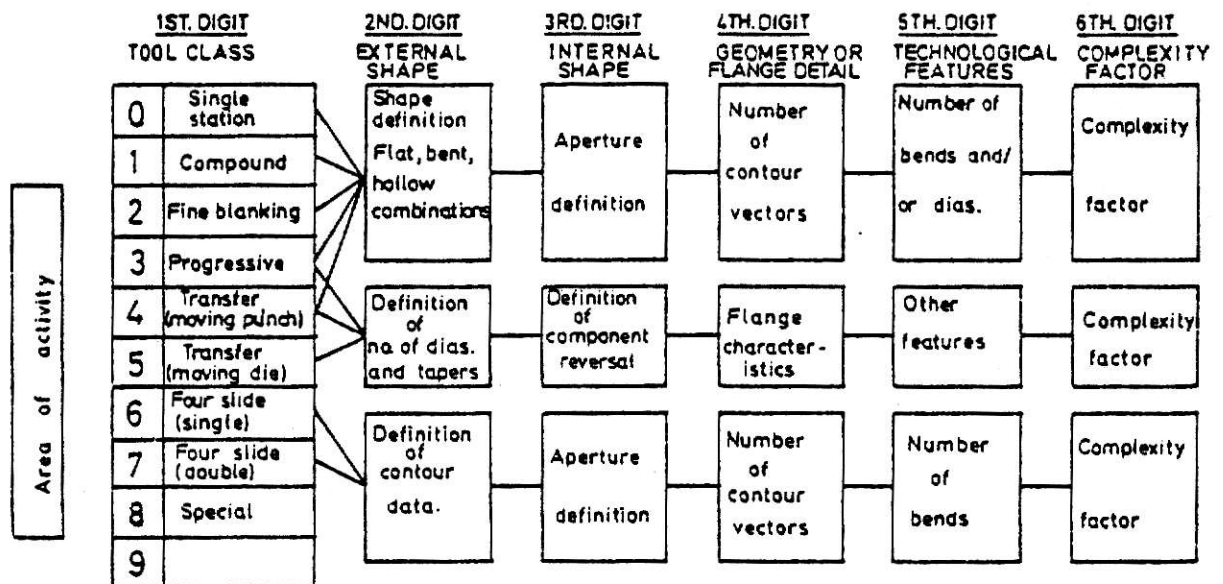 1ST. DIGIT
TOOL CLASS
2ND. DIGIT
EXTERNAL
SHAPE
3RD. DIGIT
INTERNAL
SHAPE
4TH. DIGIT
GEOMETRY OR
FLANGE DETAIL
5TH. DIGIT
TECHNOLOGICAL
FEATURES
6TH. DIGIT
COMPLEXITY
FACTOR
Area of activity
0 Single
station
1 Compound
2 Fine blanking
3 Progressive
4 Transfer
(moving punch)
5 Transfer
(moving die)
6 Four slide
(single)
7 Four slide
(double)
8 Special
9
Shape
definition
Flat, bent,
hollow
combinations
Aperture
definition
Number
of
contour
vectors
Number of
bends and/
or dias.
Complexity
factor
Definition
of
no. of dias.
and tapers
Definition
of
component
reversal
Flange
character-
istics
Other
features
Complexity
factor
Definition
of
contour
data.
Aperture
definition
Number
of
contour
vectors
Number
of
bends
Complexity
factor